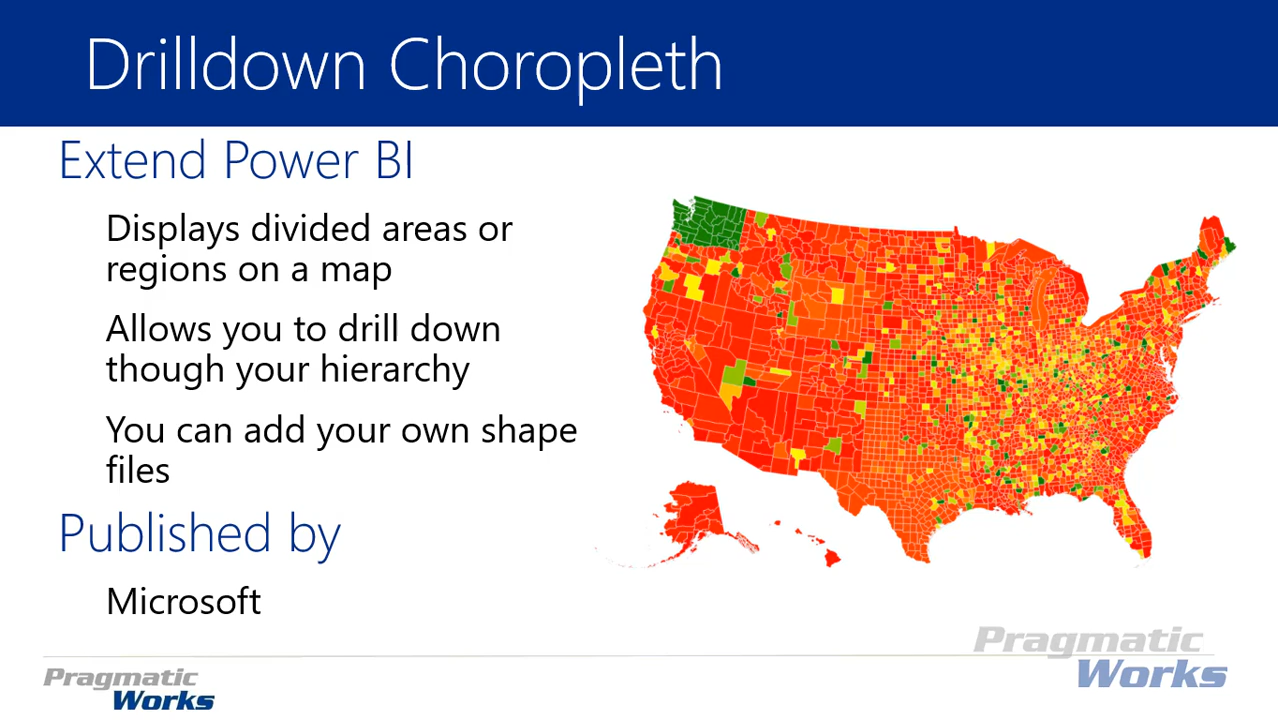 Drilldown Choropleth
Extend Power BI
Displays divided areas or
regions on a map
Allows you to drill down
though your hierarchy
You can add your own shape
files
Published by
Microsoft
Pragmatic
Works
Pragmatic
Works